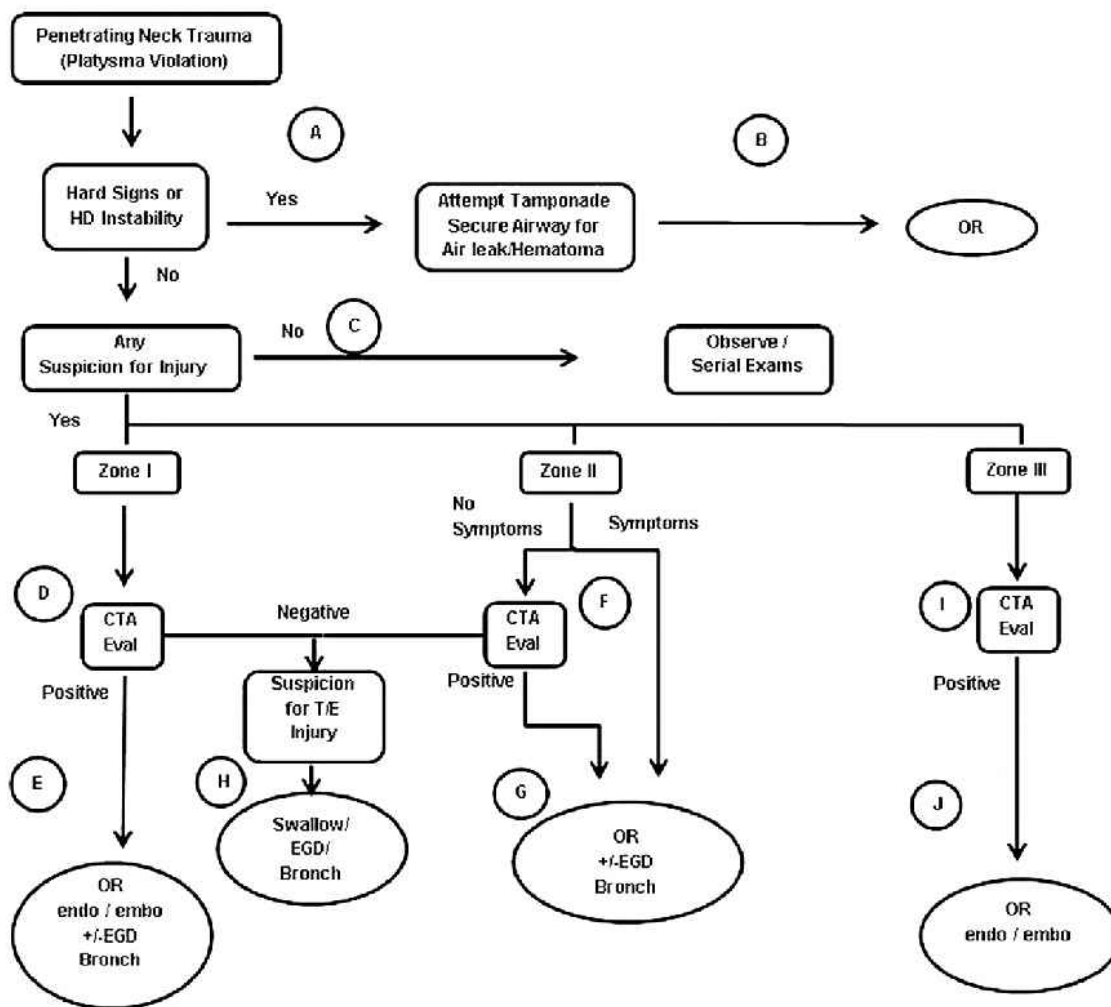 Penetrating Neck Trauma
(Platysma Violation)
A
B
Hard Signs or
HD Instability
Yes
Attempt Tamponade
Secure Airway for
Air leak/Hematoma
OR
No
C
Any
Suspicion for Injury
No
Observe /
Serial Exams
Yes
Zone I
Zone II
Zone III
No
Symptoms
Symptoms
D
CTA
Eval
Negative
CTA
Eval
F
I
CTA
Eval
Positive
Suspicion
for T/E
Injury
Positive
Positive
E
H
Swallow/
EGD/
Bronch
G
OR
+/-EGD
Bronch
J
OR
endo / embo
+/-EGD
Bronch
OR
endo / embo